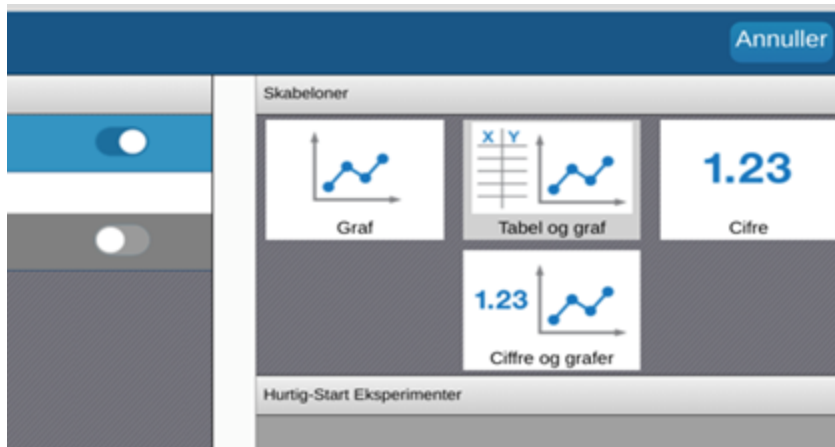 Annuller
Skabeloner
X Y
1.23
Graf
Tabel og graf
Cifre
1.23
Ciffre og grafer
Hurtig-Start Eksperimenter